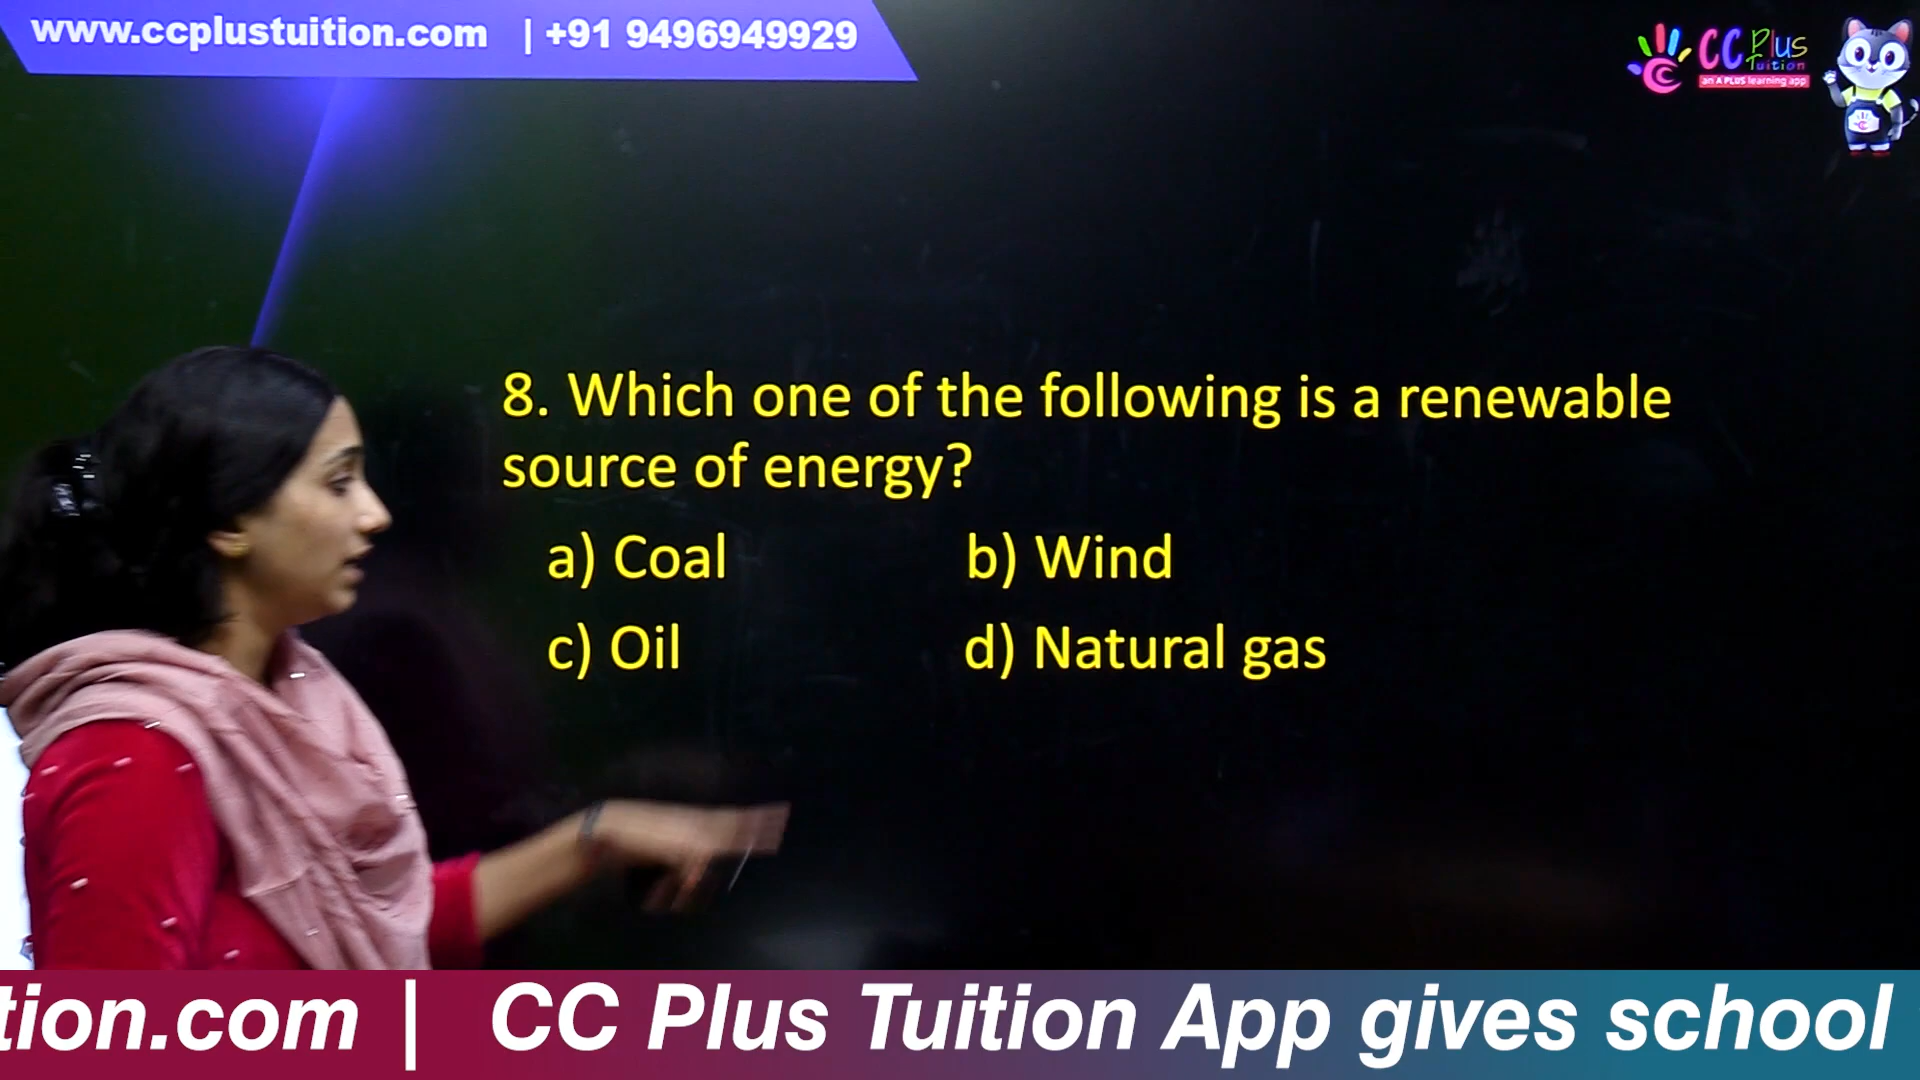 www.ccplustuition.com | +91 9496949929
CC Plus
Tuition
an A PLUS learning app
8. Which one of the following is a renewable
source of energy?
a) Coal b) Wind
c) Oil d) Natural gas
tion.com | CC Plus Tuition App gives school